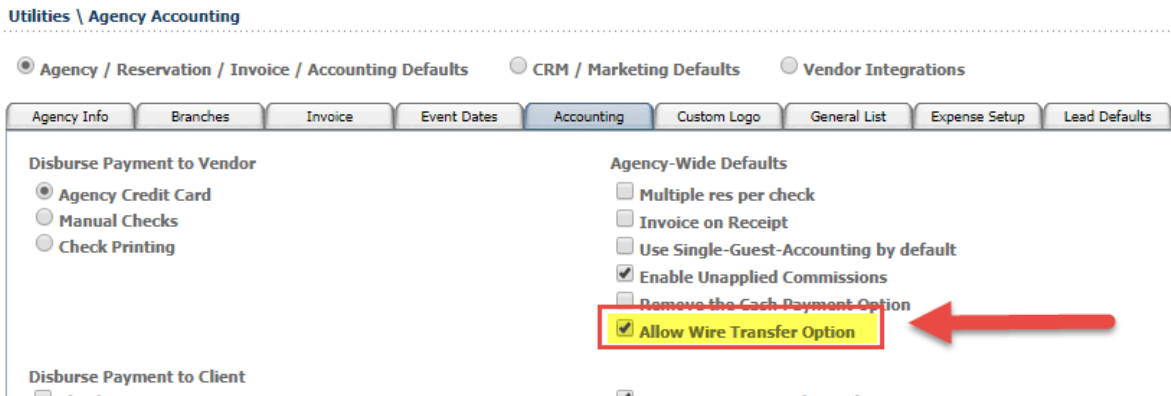 Utilities \ Agency Accounting
Agency / Reservation / Invoice / Accounting Defaults CRM / Marketing Defaults Vendor Integrations
Agency Info Branches Invoice Event Dates Accounting Custom Logo General List Expense Setup Lead Defaults
Disburse Payment to Vendor
Agency Credit Card
Manual Checks
Check Printing
Agency-Wide Defaults
Multiple res per check
Invoice on Receipt
Use Single-Guest-Accounting by default
Enable Unapplied Commissions
Remove the Cash Payment Option
Allow Wire Transfer Option
Disburse Payment to Client